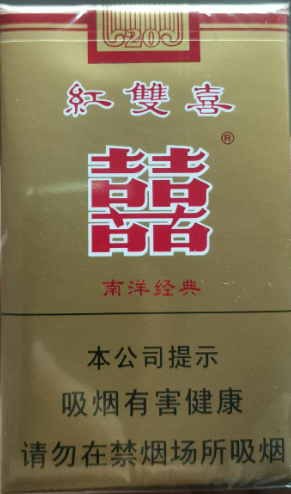 20
紅雙喜
囍
®
南洋经典
本公司提示
吸烟有害健康
请勿在禁烟场所吸烟